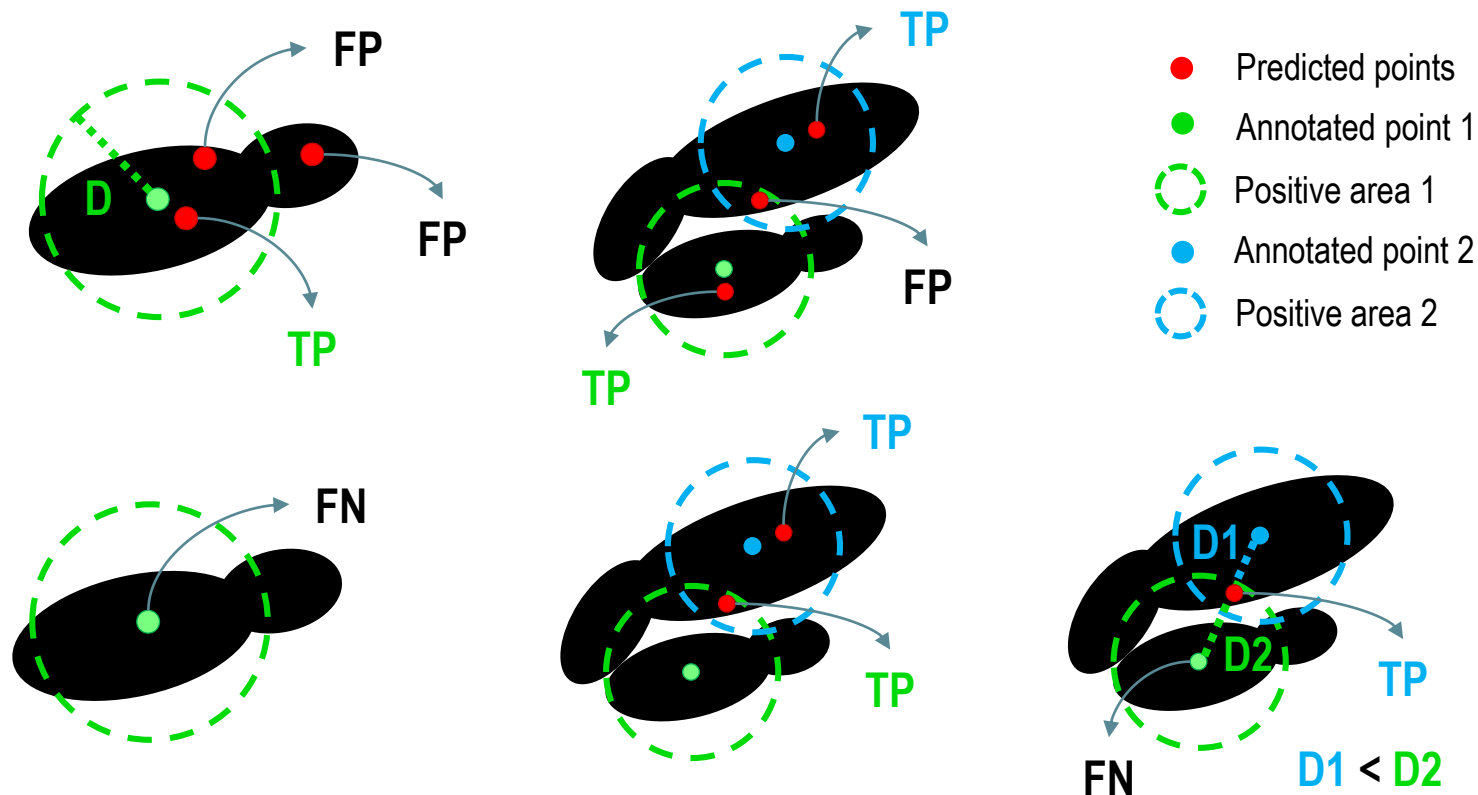 FP
D
FP
TP
TP
FP
TP
Predicted points
Annotated point 1
Positive area 1
Annotated point 2
Positive area 2
FN
TP
TP
D1
D2
TP
FN
D1 < D2